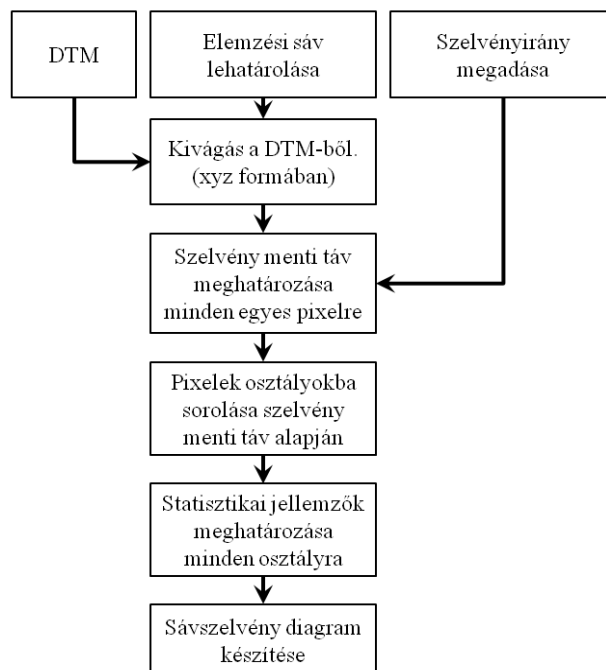 DTM
Elemzési sáv
lehatárolása
Szelvényirány
megadása
Kivágás a DTM-ből.
(xyz formában)
Szelvény menti táv
meghatározása
minden egyes pixelre
Pixelek osztályokba
sorolása szelvény
menti táv alapján
Statisztikai jellemzők
meghatározása
minden osztályra
Sávszelvény diagram
készítése